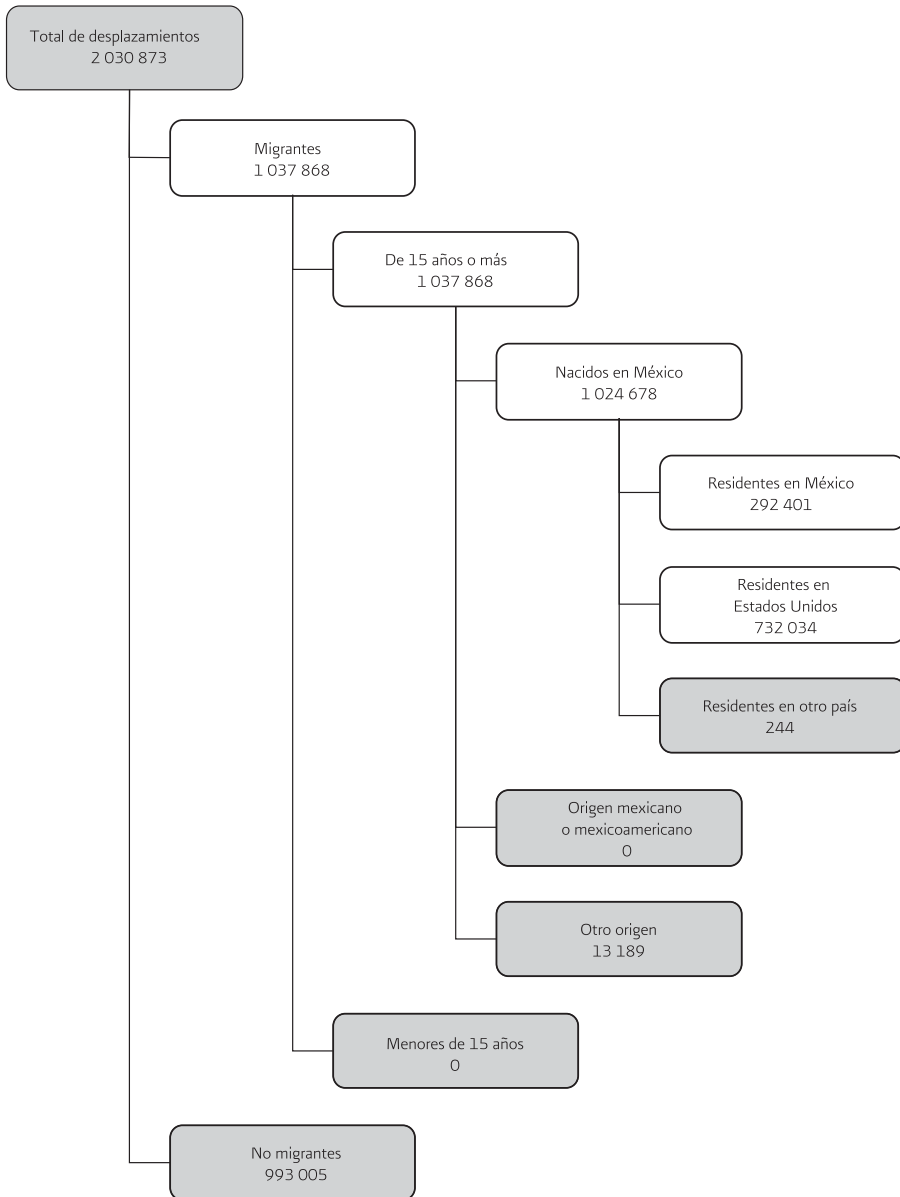 Total de desplazamientos
2 030 873
Migrantes
1 037 868
De 15 años o más
1 037 868
Nacidos en México
1 024 678
Residentes en México
292 401
Residentes en
Estados Unidos
732 034
Residentes en otro país
244
Origen mexicano
o mexicoamericano
0
Otro origen
13 189
Menores de 15 años
0
No migrantes
993 005